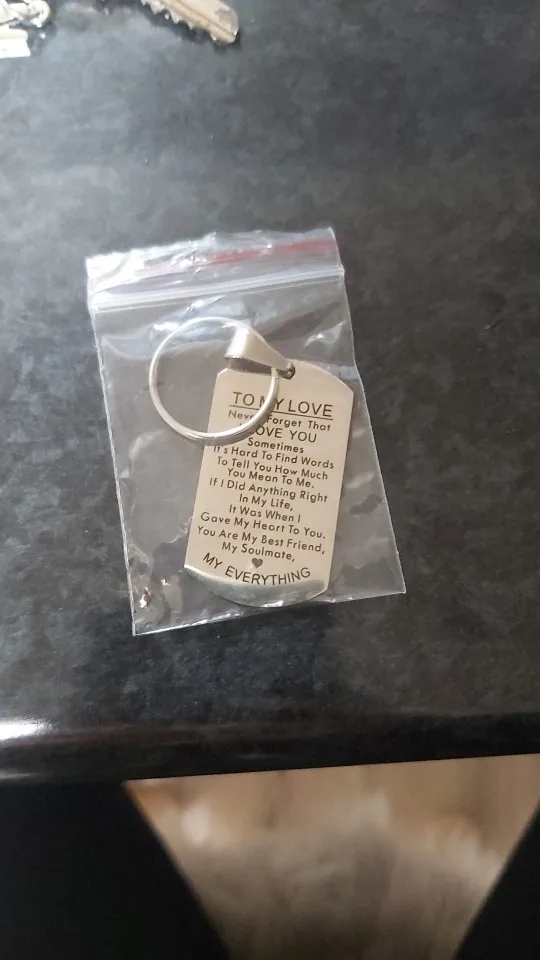 TO MY LOVE
Never Forget That
LOVE YOU
Sometimes
It's Hard To Find Words
To Tell You How Much
You Mean To Me.
If I Did Anything Right
In My Life,
It Was When I
Gave My Heart To You.
You Are My Best Friend,
My Soulmate,
MY EVERYTHING